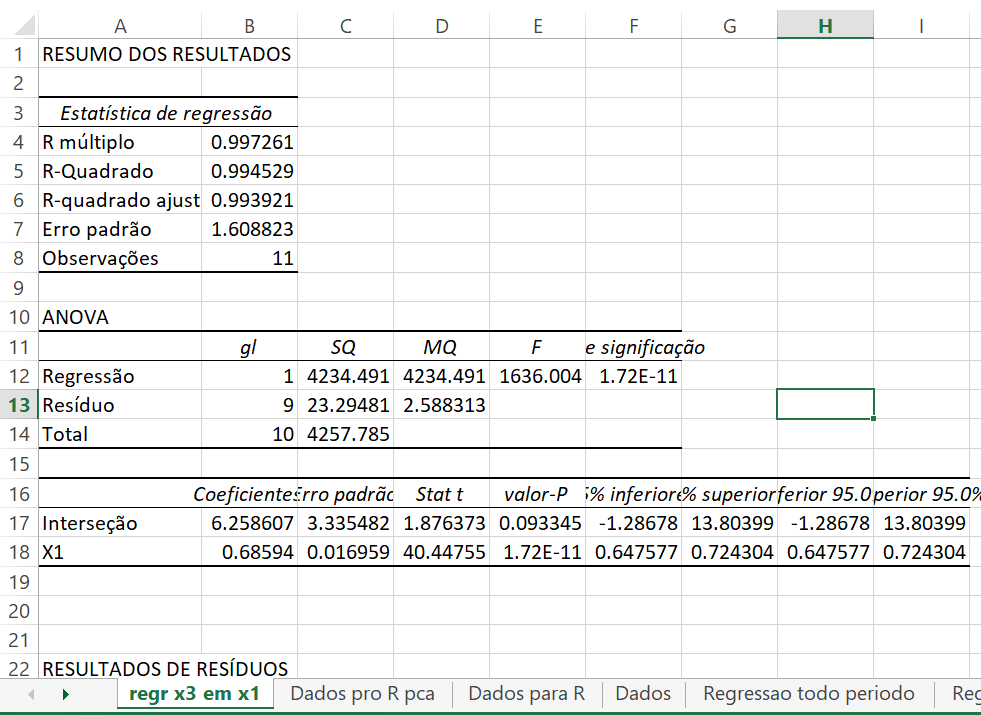 A B C D E F G H I
1 RESUMO DOS RESULTADOS
2
3 Estatística de regressão
4 R múltiplo 0.997261
5 R-Quadrado 0.994529
6 R-quadrado ajust 0.993921
7 Erro padrão 1.608823
8 Observações 11
9
10 ANOVA
11 gl SQ MQ F e significação
12 Regressão 1 4234.491 4234.491 1636.004 1.72E-11
13 Resíduo 9 23.29481 2.588313
14 Total 10 4257.785
15
16 Coeficientes Erro padrão Stat t valor-P 5% inferiore % superior ferior 95.0 perior 95.0%
17 Interseção 6.258607 3.335482 1.876373 0.093345 -1.28678 13.80399 -1.28678 13.80399
18 X1 0.68594 0.016959 40.44755 1.72E-11 0.647577 0.724304 0.647577 0.724304
19
20
21
22 RESULTADOS DE RESÍDUOS
regr x3 em x1 Dados pro R pca Dados para R Dados Regressao todo periodo Reg